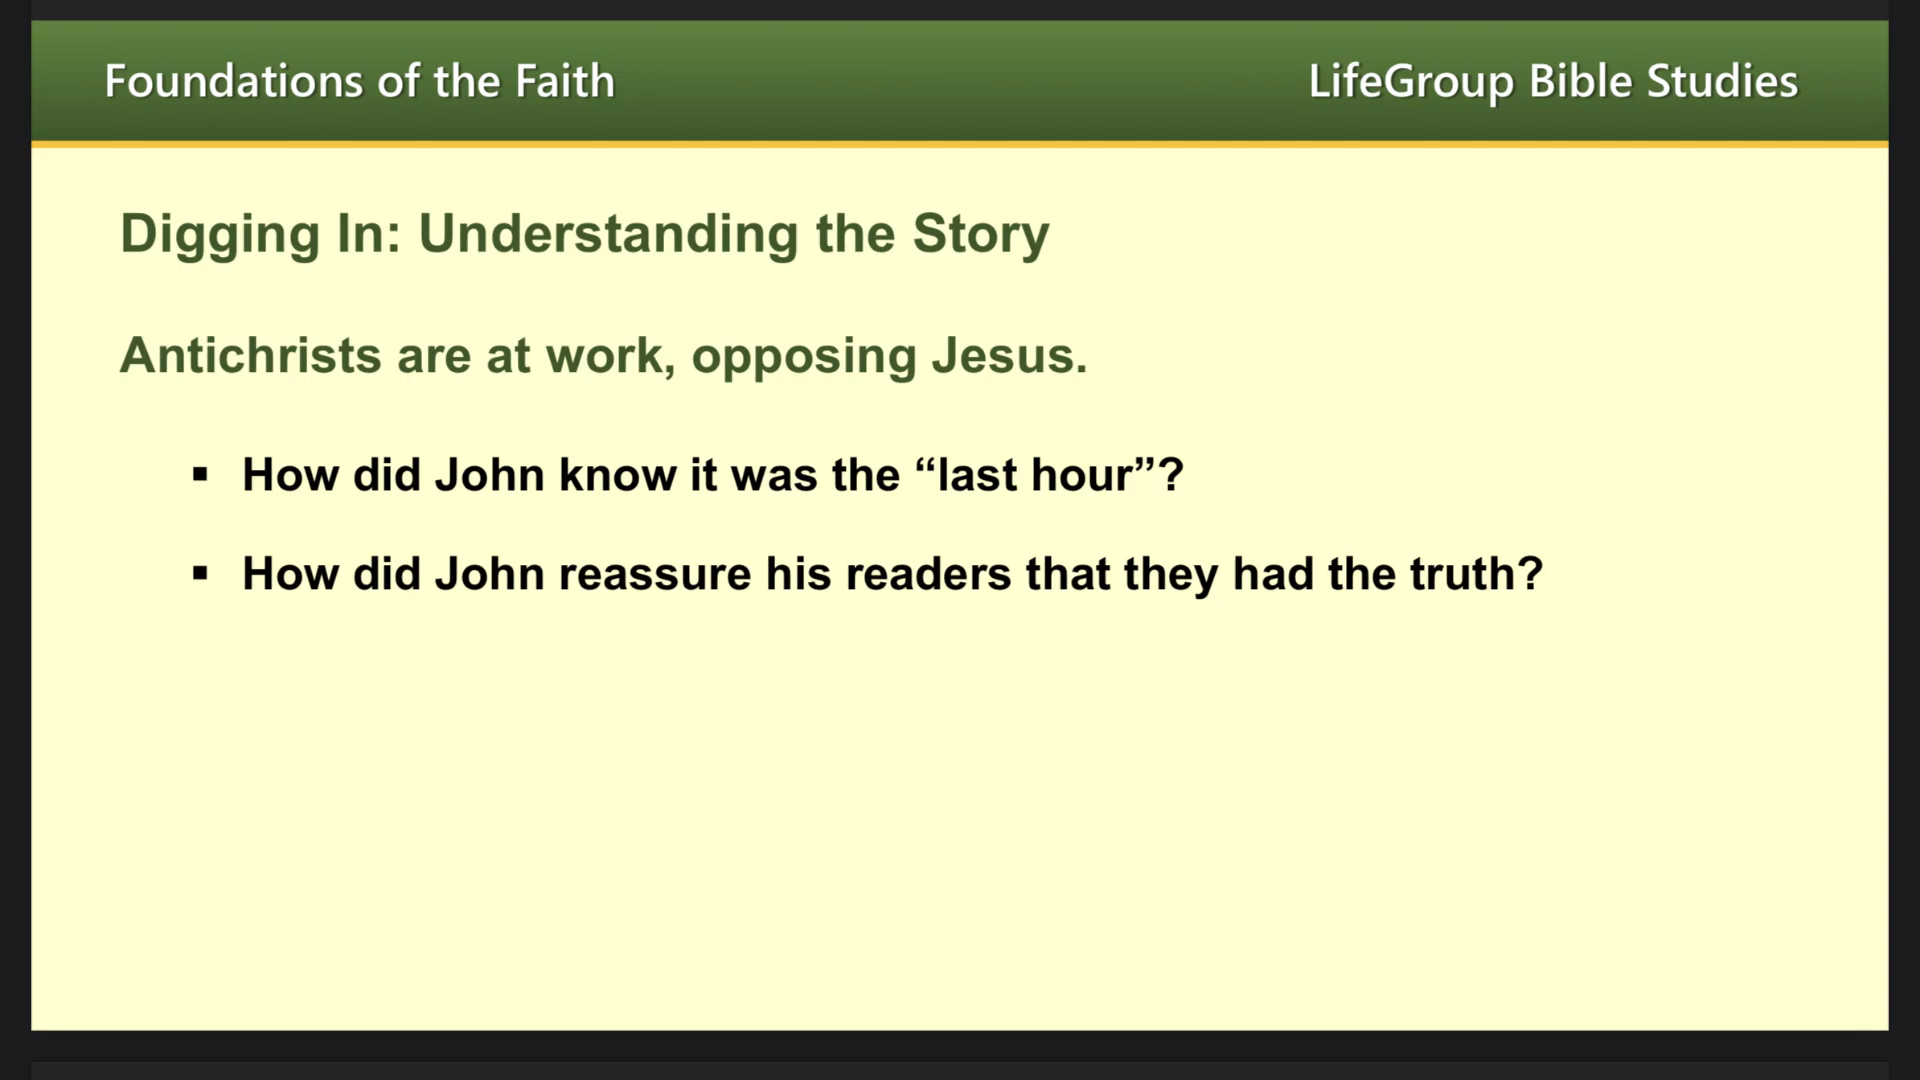 Foundations of the Faith
LifeGroup Bible Studies
Digging In: Understanding the Story
Antichrists are at work, opposing Jesus.
▪ How did John know it was the “last hour”?
▪ How did John reassure his readers that they had the truth?